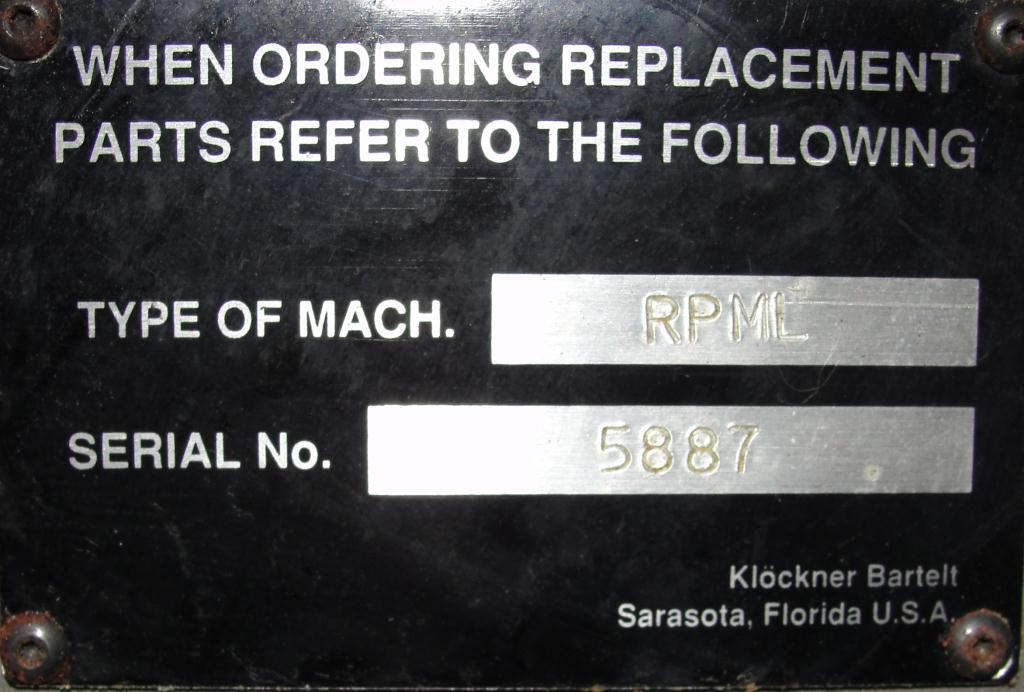 WHEN ORDERING REPLACEMENT
PARTS REFER TO THE FOLLOWING
TYPE OF MACH. RPML
SERIAL No. 5887
Klöckner Bartelt
Sarasota, Florida U.S.A.